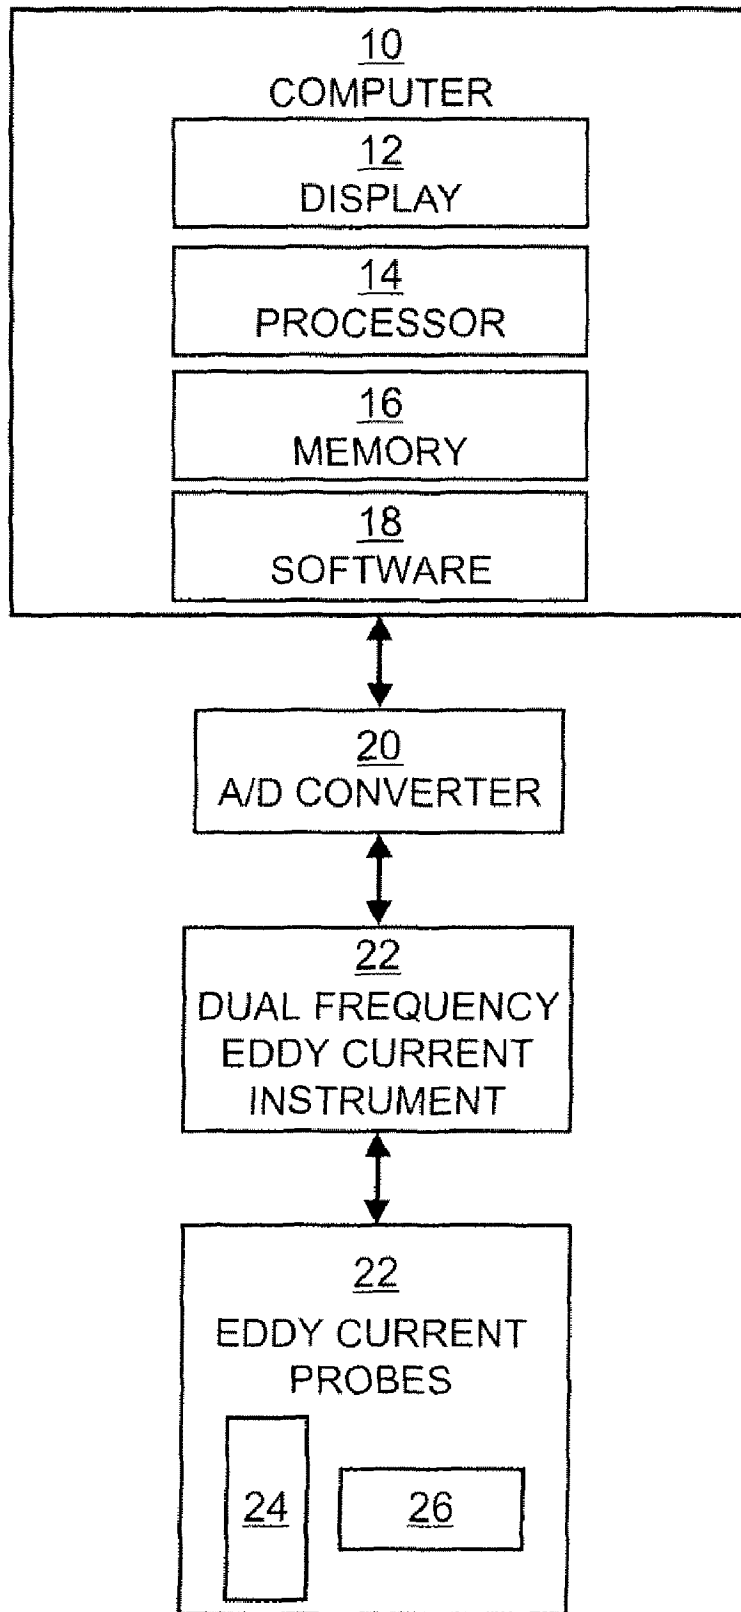 10
COMPUTER
12
DISPLAY
14
PROCESSOR
16
MEMORY
18
SOFTWARE
20
A/D CONVERTER
22
DUAL FREQUENCY
EDDY CURRENT
INSTRUMENT
22
EDDY CURRENT
PROBES
24 26